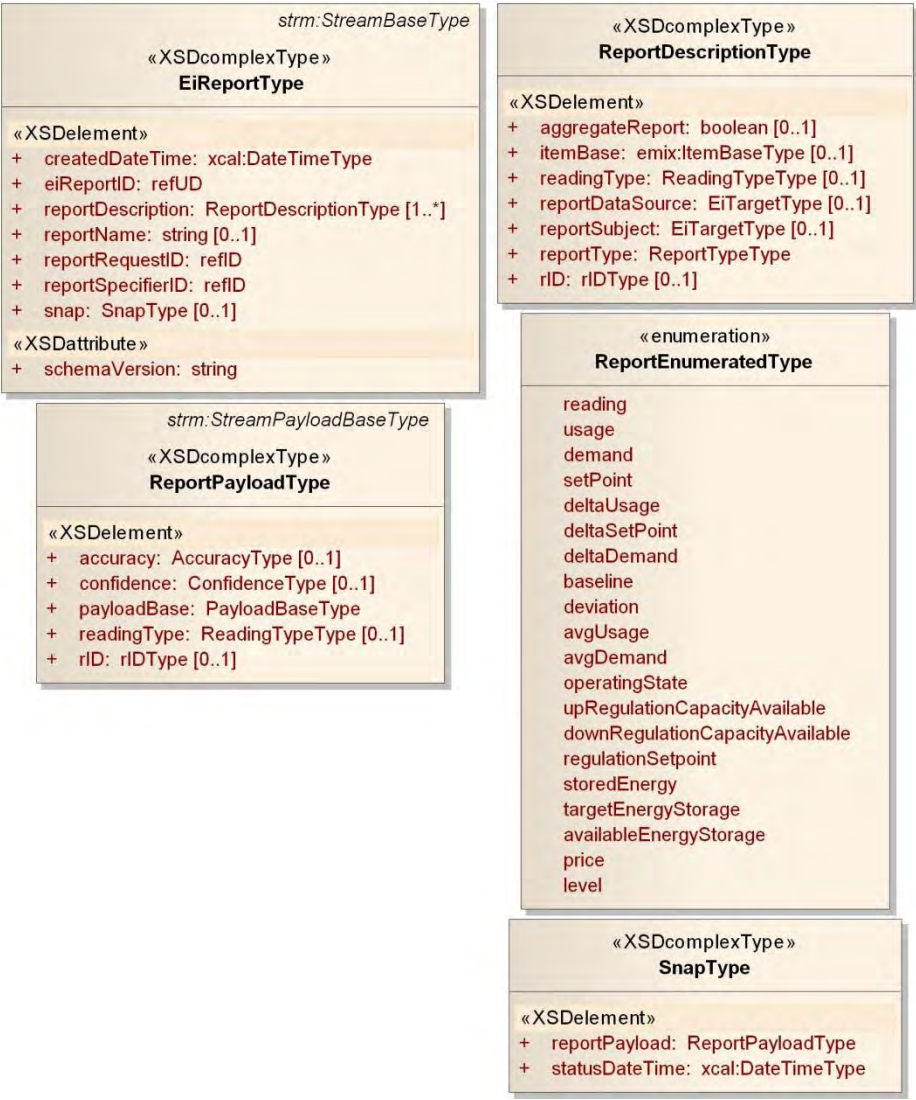 strm:StreamBaseType
«XSDcomplexType»
EiReportType
«XSDelement»
+ createdDateTime: xcal:DateTimeType
+ eiReportID: refUD
+ reportDescription: ReportDescriptionType [1..*]
+ reportName: string [0..1]
+ reportRequestID: refID
+ reportSpecifierID: refID
+ snap: SnapType [0..1]
«XSDattribute»
+ schemaVersion: string
«XSDcomplexType»
ReportDescriptionType
«XSDelement»
+ aggregateReport: boolean [0..1]
+ itemBase: emix:ItemBaseType [0..1]
+ readingType: ReadingTypeType [0..1]
+ reportDataSource: EiTargetType [0..1]
+ reportSubject: EiTargetType [0..1]
+ reportType: ReportTypeType
+ rID: rIDType [0..1]
strm:StreamPayloadBaseType
«XSDcomplexType»
ReportPayloadType
«XSDelement»
+ accuracy: AccuracyType [0..1]
+ confidence: ConfidenceType [0..1]
+ payloadBase: PayloadBaseType
+ readingType: ReadingTypeType [0..1]
+ rID: rIDType [0..1]
«enumeration»
ReportEnumeratedType
reading
usage
demand
setPoint
deltaUsage
deltaSetPoint
deltaDemand
baseline
deviation
avgUsage
avgDemand
operatingState
upRegulationCapacityAvailable
downRegulationCapacityAvailable
regulationSetpoint
storedEnergy
targetEnergyStorage
availableEnergyStorage
price
level
«XSDcomplexType»
SnapType
«XSDelement»
+ reportPayload: ReportPayloadType
+ statusDateTime: xcal:DateTimeType